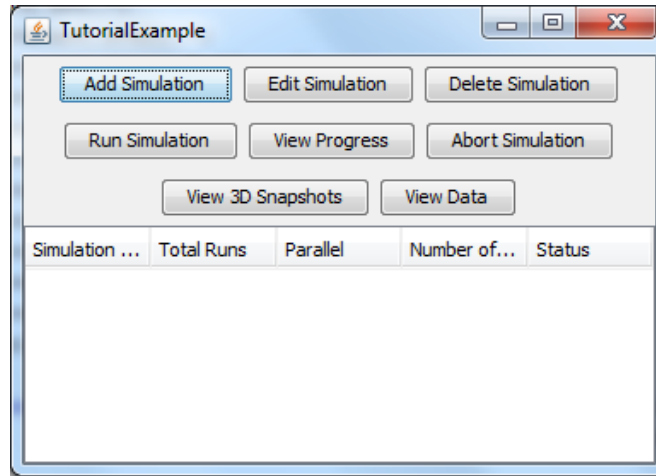 TutorialExample
Add Simulation Edit Simulation Delete Simulation
Run Simulation View Progress Abort Simulation
View 3D Snapshots View Data
Simulation ... Total Runs Parallel Number of... Status